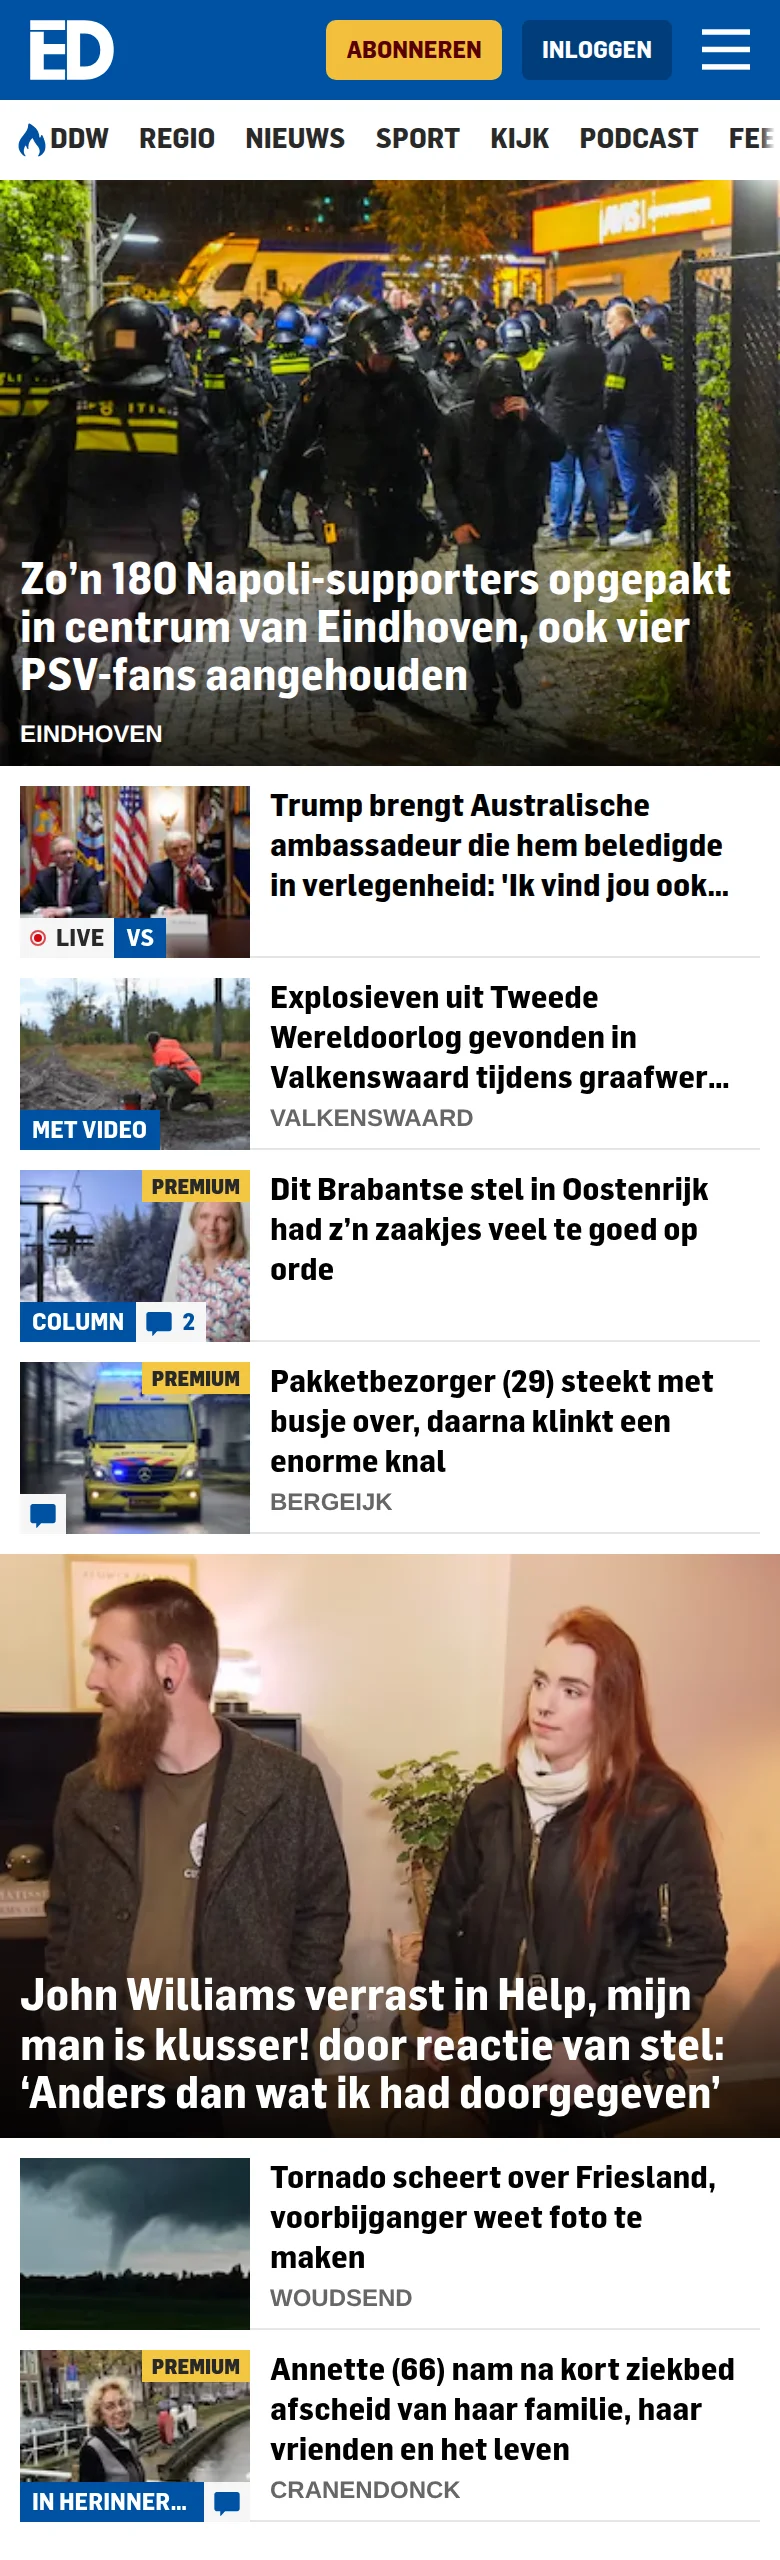 ED
ABONNEREN
INLOGGEN
DDW REGIO NIEUWS SPORT KIJK PODCAST FEE
Zo’n 180 Napoli-supporters opgepakt
in centrum van Eindhoven, ook vier
PSV-fans aangehouden
EINDHOVEN
Trump brengt Australische
ambassadeur die hem beledigde
in verlegenheid: 'Ik vind jou ook...
LIVE VS
Explosieven uit Tweede
Wereldoorlog gevonden in
Valkenswaard tijdens graafwer...
VALKENSWAARD
MET VIDEO
PREMIUM
Dit Brabantse stel in Oostenrijk
had z’n zaakjes veel te goed op
orde
COLUMN 2
PREMIUM
Pakketbezorger (29) steekt met
busje over, daarna klinkt een
enorme knal
BERGEIJK
John Williams verrast in Help, mijn
man is klusser! door reactie van stel:
‘Anders dan wat ik had doorgegeven’
Tornado scheert over Friesland,
voorbijganger weet foto te
maken
WOUDSEND
PREMIUM
Annette (66) nam na kort ziekbed
afscheid van haar familie, haar
vrienden en het leven
CRANENDONCK
IN HERINNER...